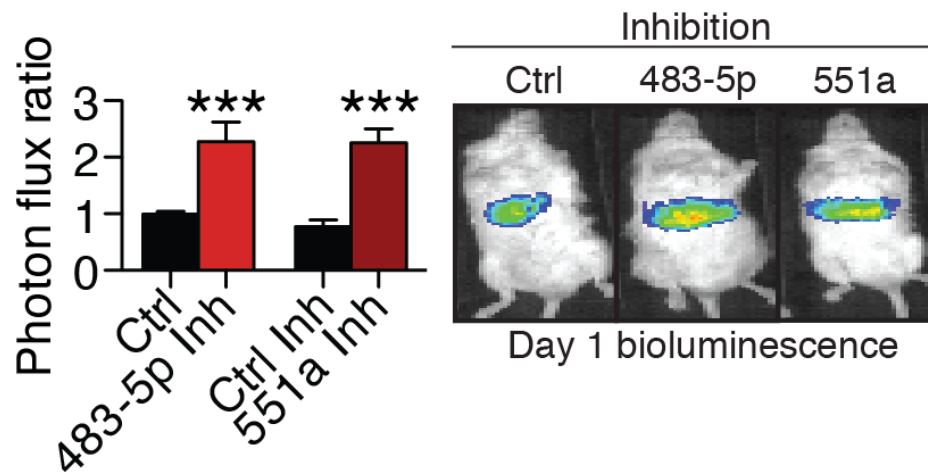 Photon flux ratio
3
2
1
0
***
***
Ctrl
483-5p Inh
Ctrl Inh
551a Inh
Inhibition
Ctrl 483-5p 551a
Day 1 bioluminescence